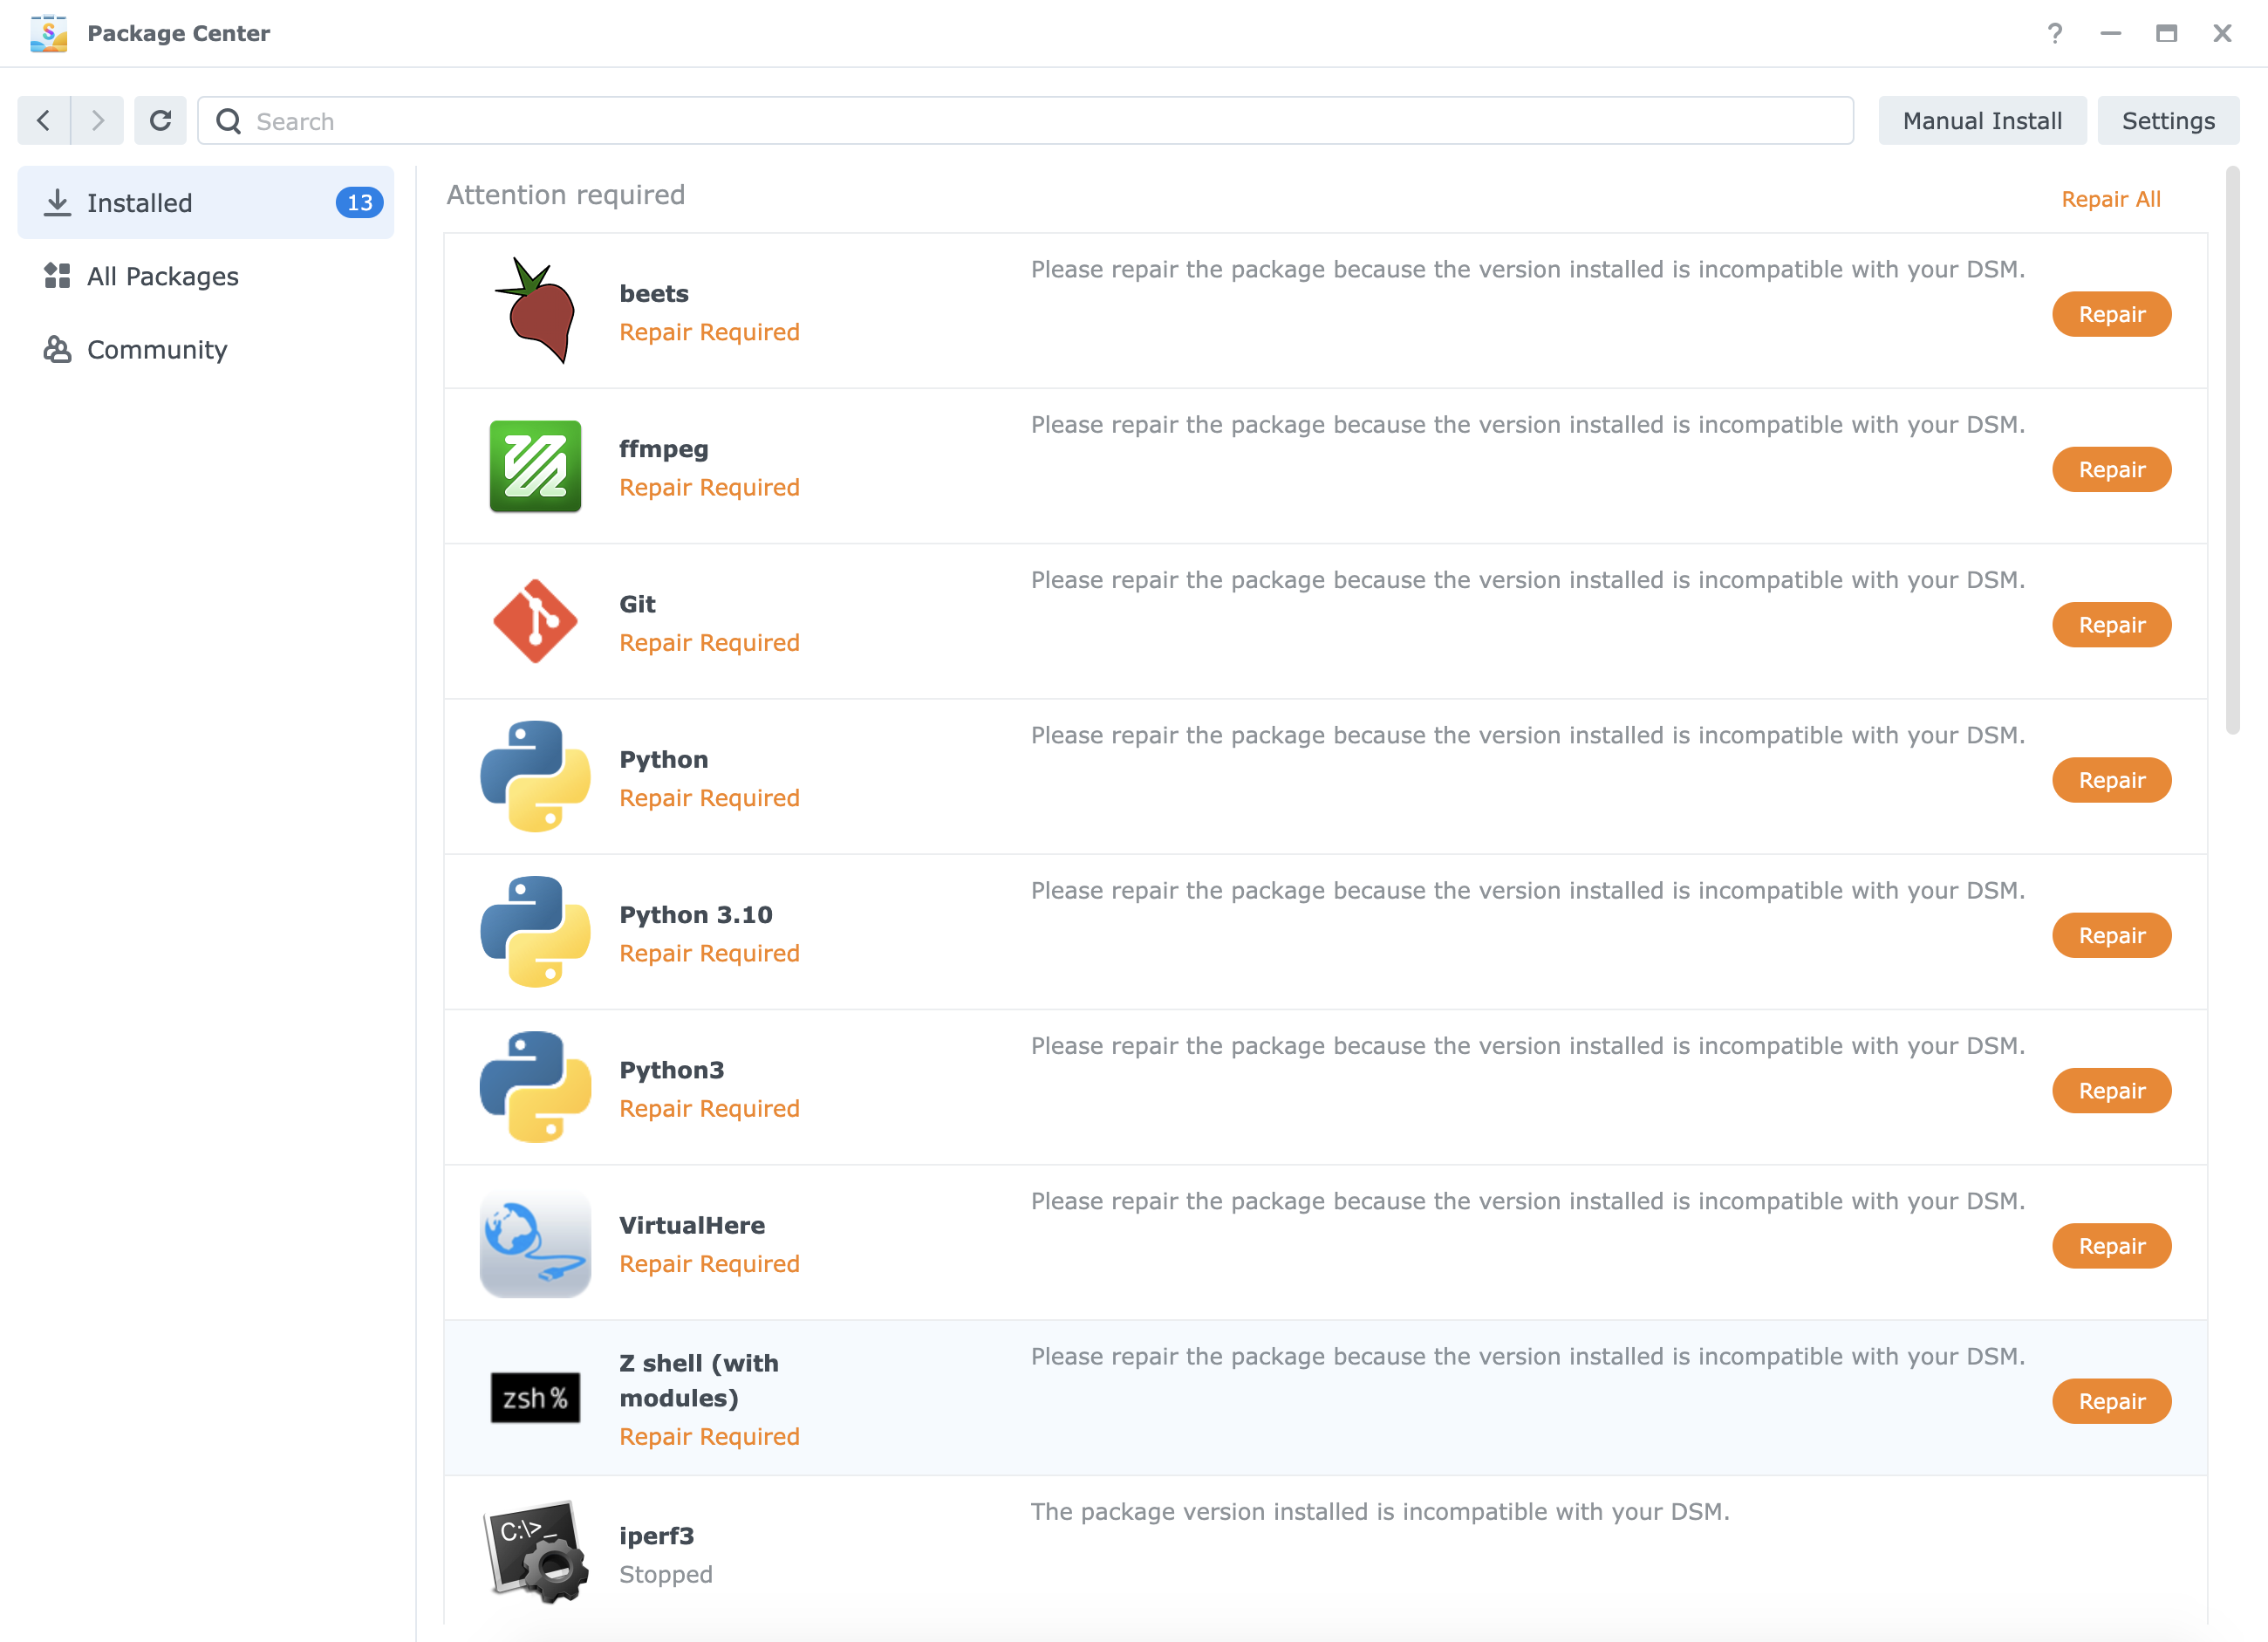 Package Center
Search
Manual Install
Settings
Installed
13
All Packages
Community
Attention required
Repair All
beets
Repair Required
Please repair the package because the version installed is incompatible with your DSM.
Repair
ffmpeg
Repair Required
Please repair the package because the version installed is incompatible with your DSM.
Repair
Git
Repair Required
Please repair the package because the version installed is incompatible with your DSM.
Repair
Python
Repair Required
Please repair the package because the version installed is incompatible with your DSM.
Repair
Python 3.10
Repair Required
Please repair the package because the version installed is incompatible with your DSM.
Repair
Python3
Repair Required
Please repair the package because the version installed is incompatible with your DSM.
Repair
VirtualHere
Repair Required
Please repair the package because the version installed is incompatible with your DSM.
Repair
zsh %
Z shell (with
modules)
Repair Required
Please repair the package because the version installed is incompatible with your DSM.
Repair
C:\>_
iperf3
Stopped
The package version installed is incompatible with your DSM.